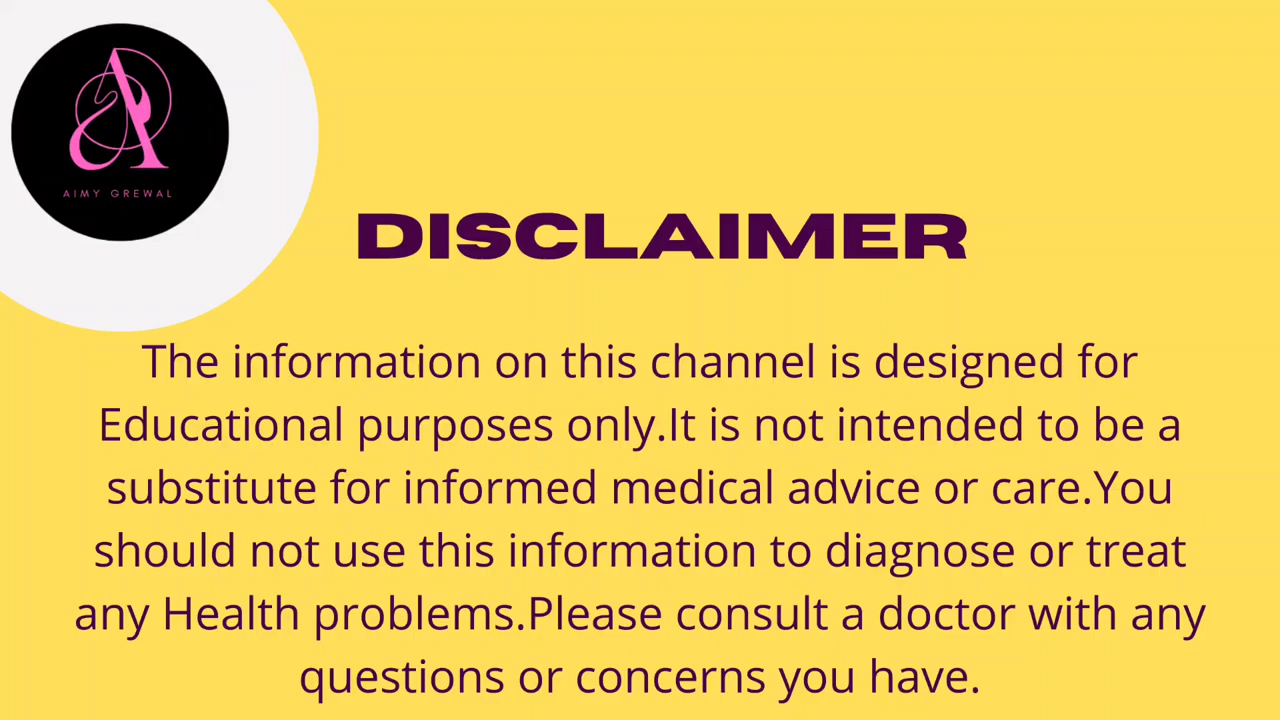 AIMY GREWAL
DISCLAIMER
The information on this channel is designed for
Educational purposes only.It is not intended to be a
substitute for informed medical advice or care.You
should not use this information to diagnose or treat
any Health problems.Please consult a doctor with any
questions or concerns you have.